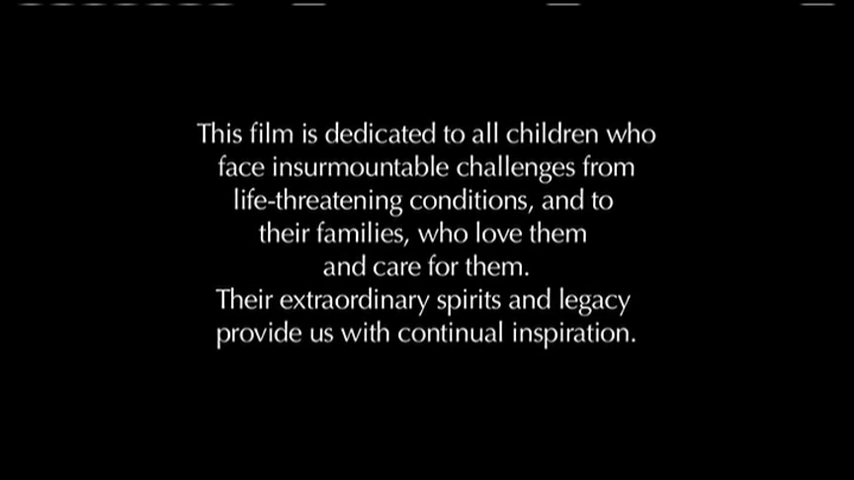 This film is dedicated to all children who
face insurmountable challenges from
life-threatening conditions, and to
their families, who love them
and care for them.
Their extraordinary spirits and legacy
provide us with continual inspiration.